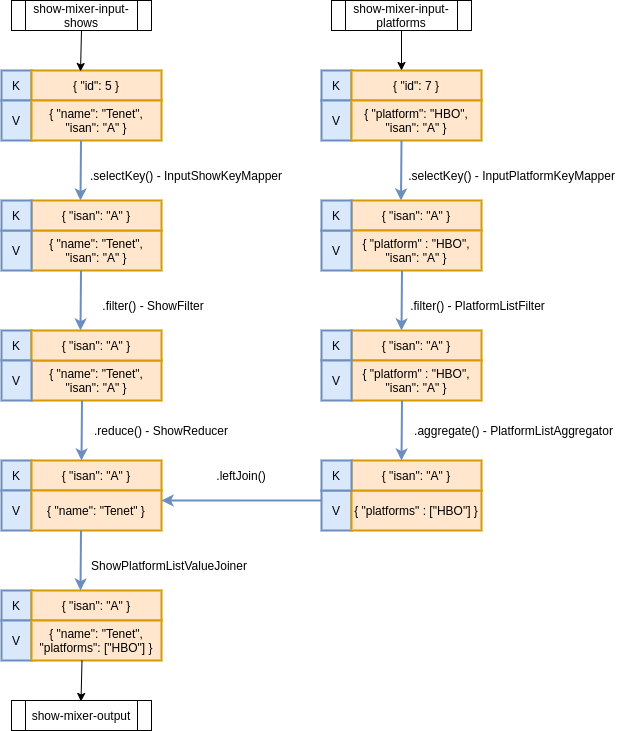 show-mixer-input-
shows
show-mixer-input-
platforms
K
{ "id": 5 }
V
{ "name": "Tenet",
"isan": "A" }
K
{ "id": 7 }
V
{ "platform": "HBO",
"isan": "A" }
.selectKey() - InputShowKeyMapper
.selectKey() - InputPlatformKeyMapper
K
{ "isan": "A" }
V
{ "name": "Tenet",
"isan": "A" }
K
{ "isan": "A" }
V
{ "platform" : "HBO",
"isan": "A" }
.filter() - ShowFilter
.filter() - PlatformListFilter
K
{ "isan": "A" }
V
{ "name": "Tenet",
"isan": "A" }
K
{ "isan": "A" }
V
{ "platform" : "HBO",
"isan": "A" }
.reduce() - ShowReducer
.aggregate() - PlatformListAggregator
K
{ "isan": "A" }
V
{ "name": "Tenet" }
.leftJoin()
K
{ "isan": "A" }
V
{ "platforms" : ["HBO"] }
ShowPlatformListValueJoiner
K
{ "isan": "A" }
V
{ "name": "Tenet",
"platforms": ["HBO"] }
show-mixer-output